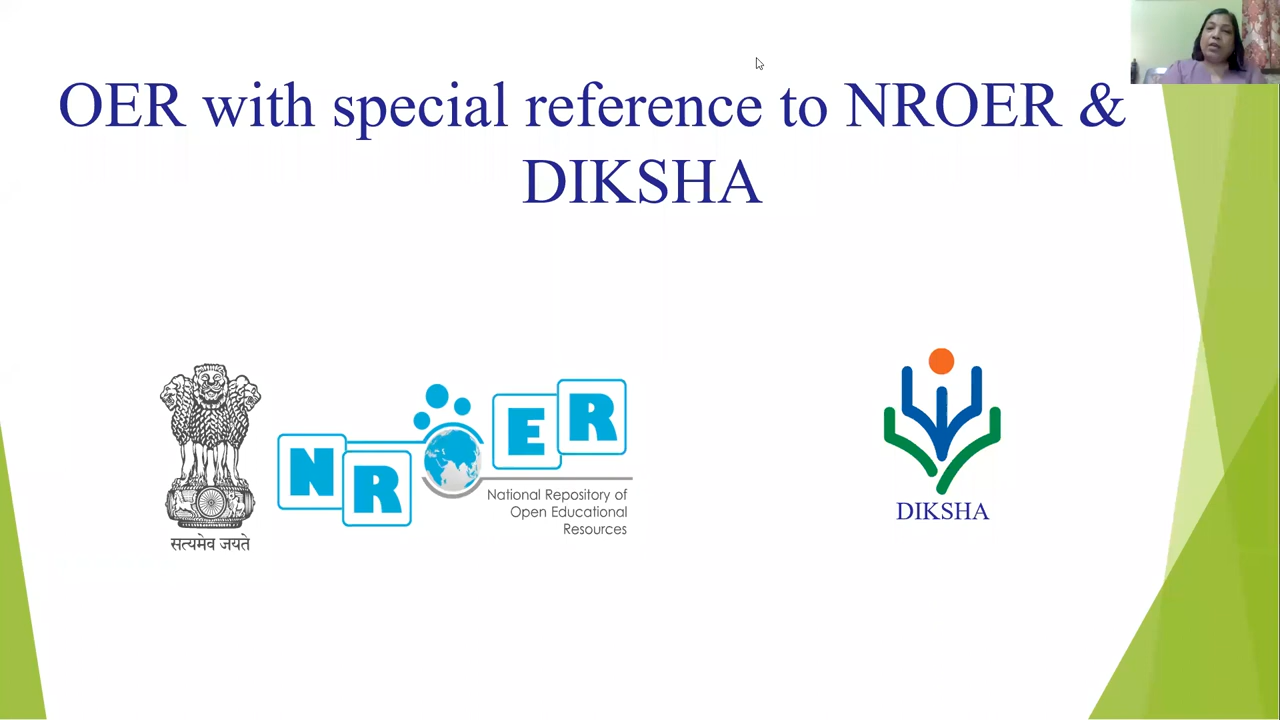 OER with special reference to NROER &
DIKSHA
NR ER
National Repository of
Open Educational
Resources
सत्यमेव जयते
DIKSHA